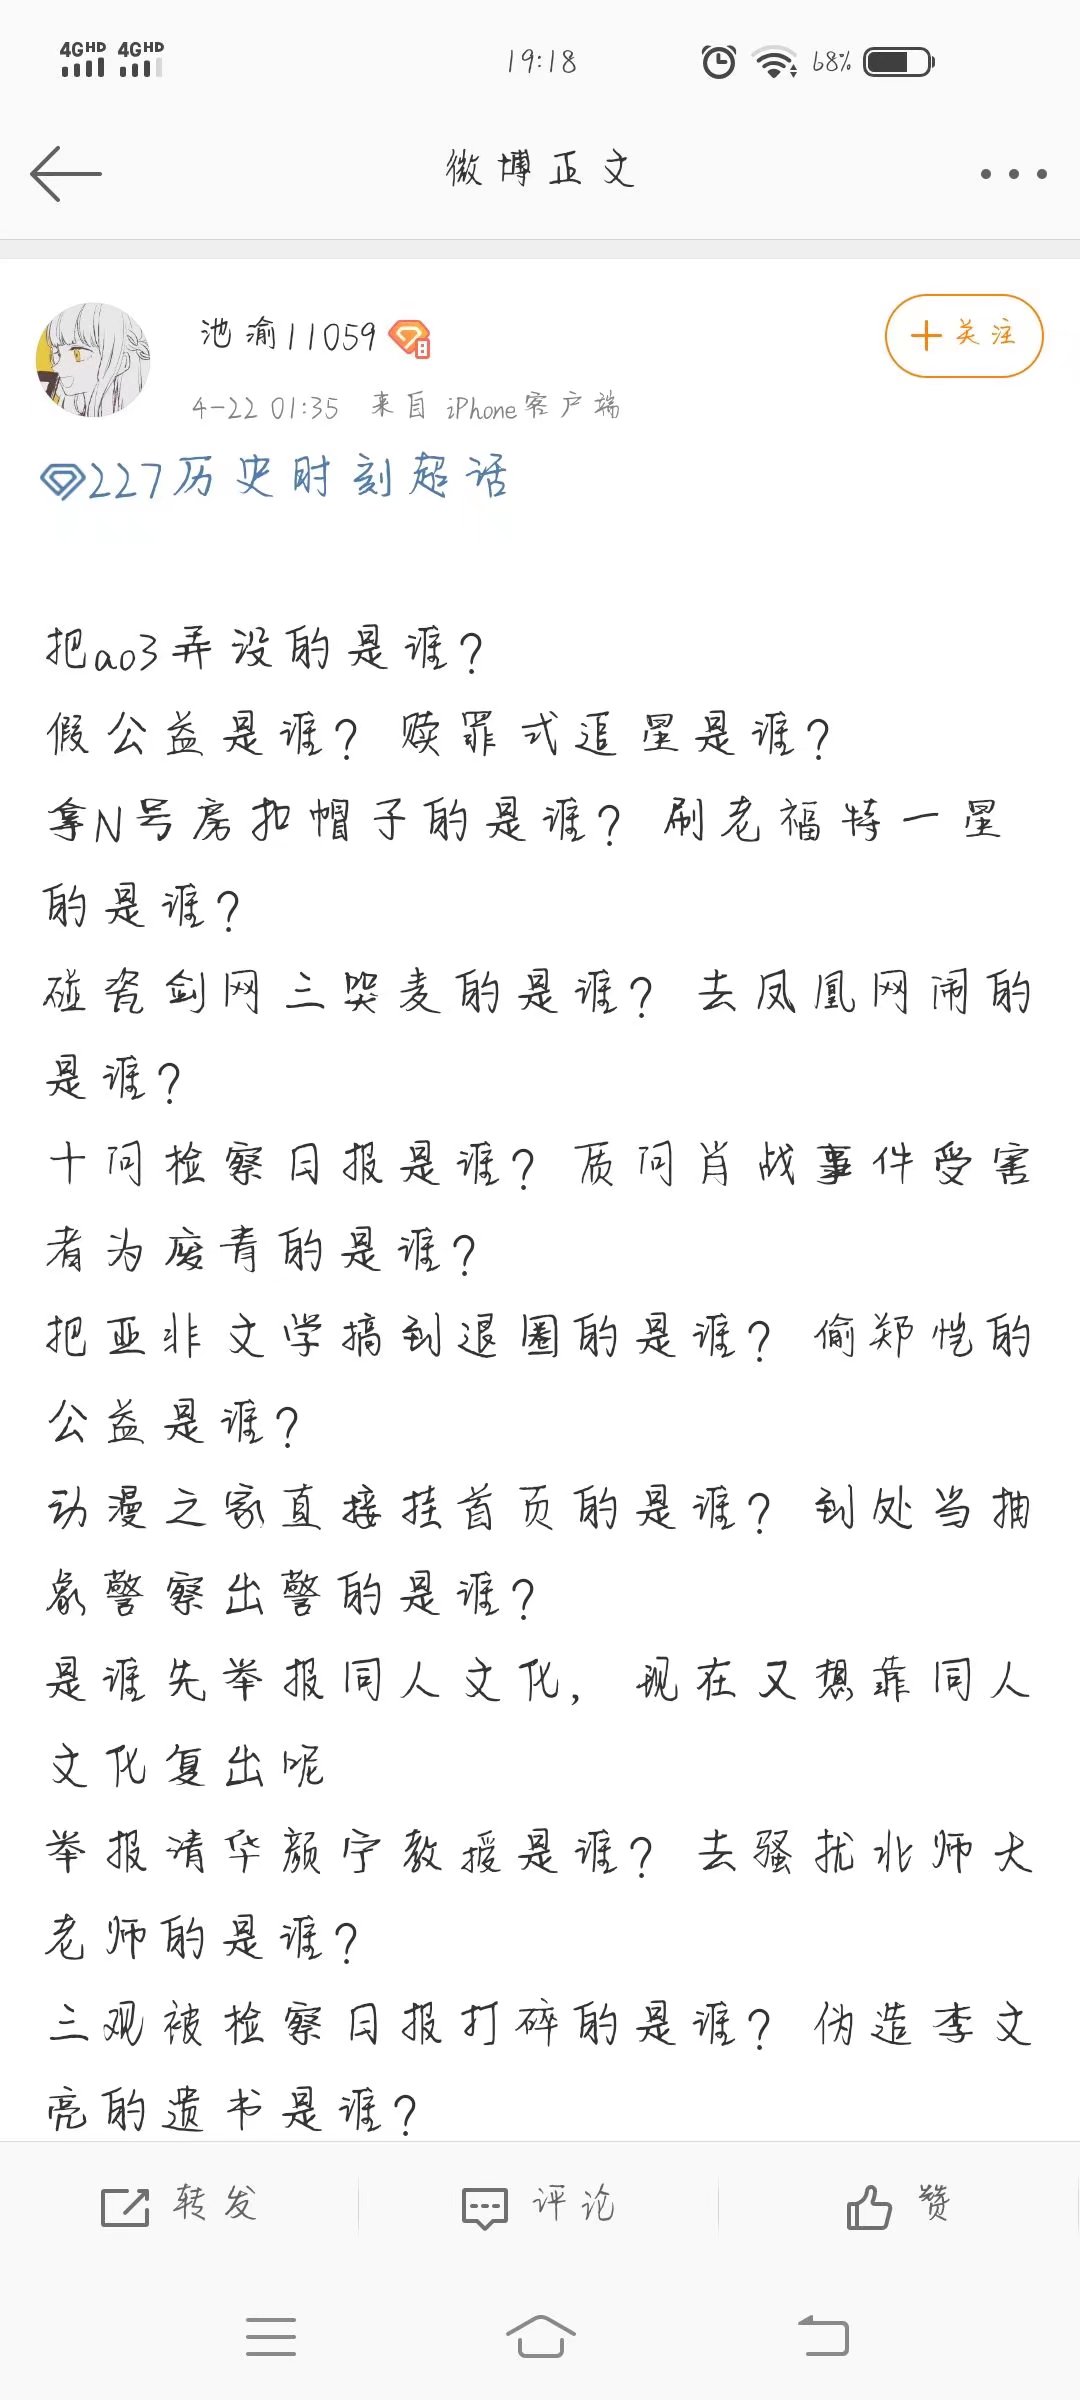 4GHD 4GHD 19:18 68%
微博正文
池渝11059
关注
4-22 01:35 来自 iPhone客户端
227历史时刻超话
把ao3弄没的是谁？
假公益是谁？赎罪式追星是谁？
拿N号房扣帽子的是谁？刷老福特一星
的是谁？
碰瓷剑网三哭麦的是谁？去凤凰网闹的
是谁？
十问检察日报是谁？质问肖战事件受害
者为废青的是谁？
把亚非文学搞到退圈的是谁？偷郑恺的
公益是谁？
动漫之家直接挂首页的是谁？到处当抽
象警察出警的是谁？
是谁先举报同人文化，现在又想靠同人
文化复出呢
举报清华颜宁教授是谁？去骚扰北师大
老师的是谁？
三观被检察日报打碎的是谁？伪造李文
亮的遗书是谁？
转发 评论 赞